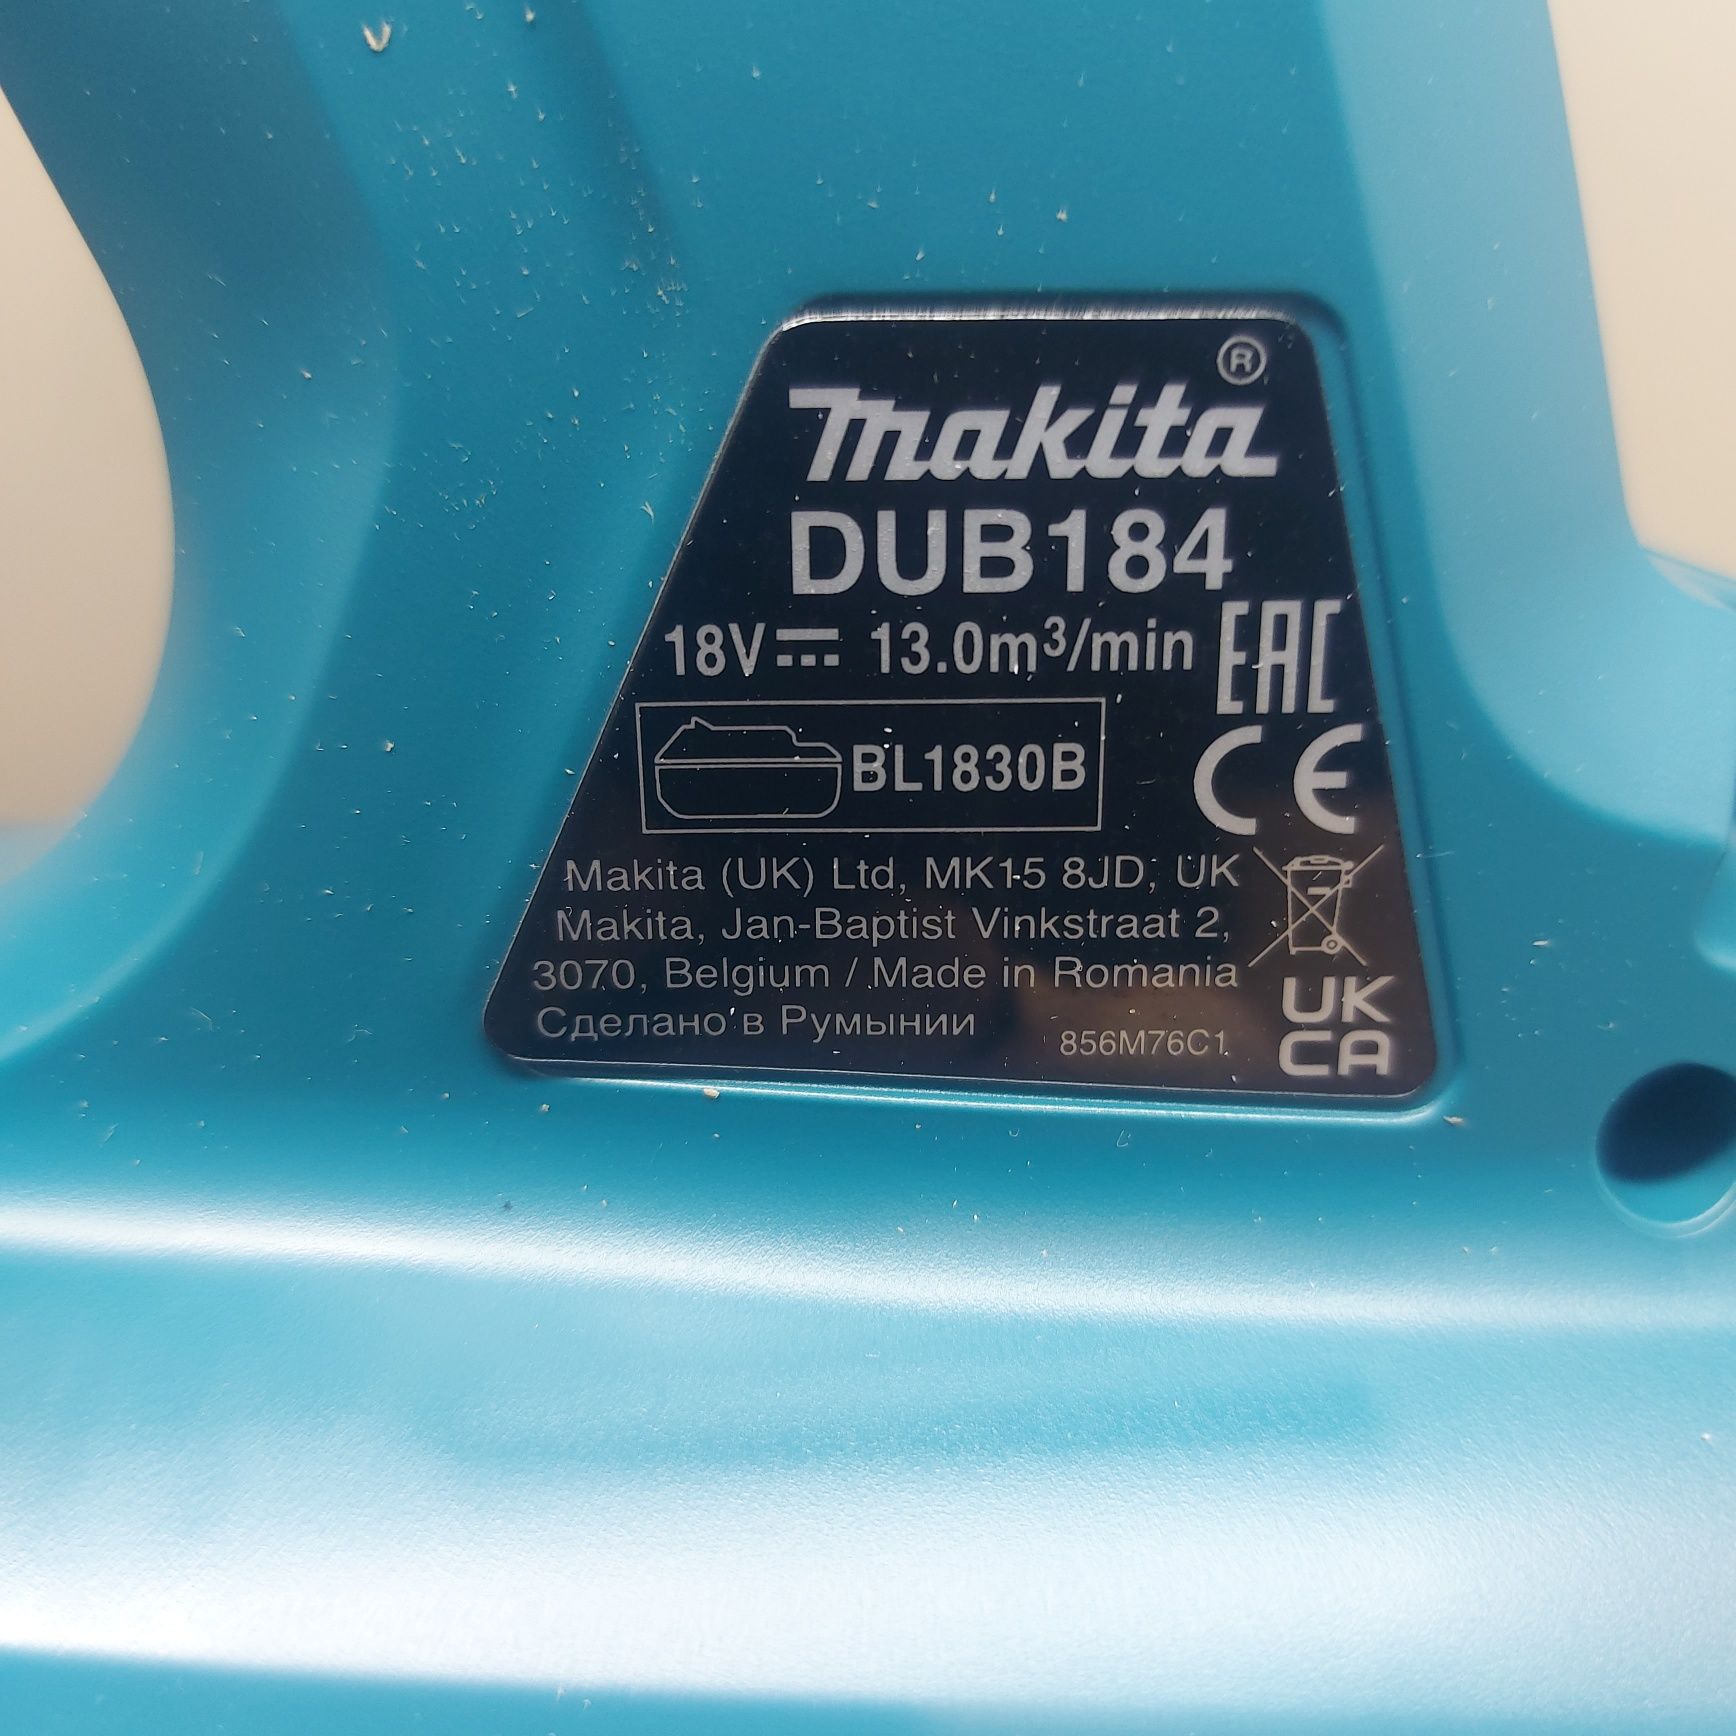 makita®
DUB184
18V⎓ 13.0m³/min
EAC
BL1830B
CE
Makita (UK) Ltd, MK15 8JD, UK
Makita, Jan-Baptist Vinkstraat 2,
3070, Belgium / Made in Romania
Сделано в Румынии
856M76C1
UK
CA